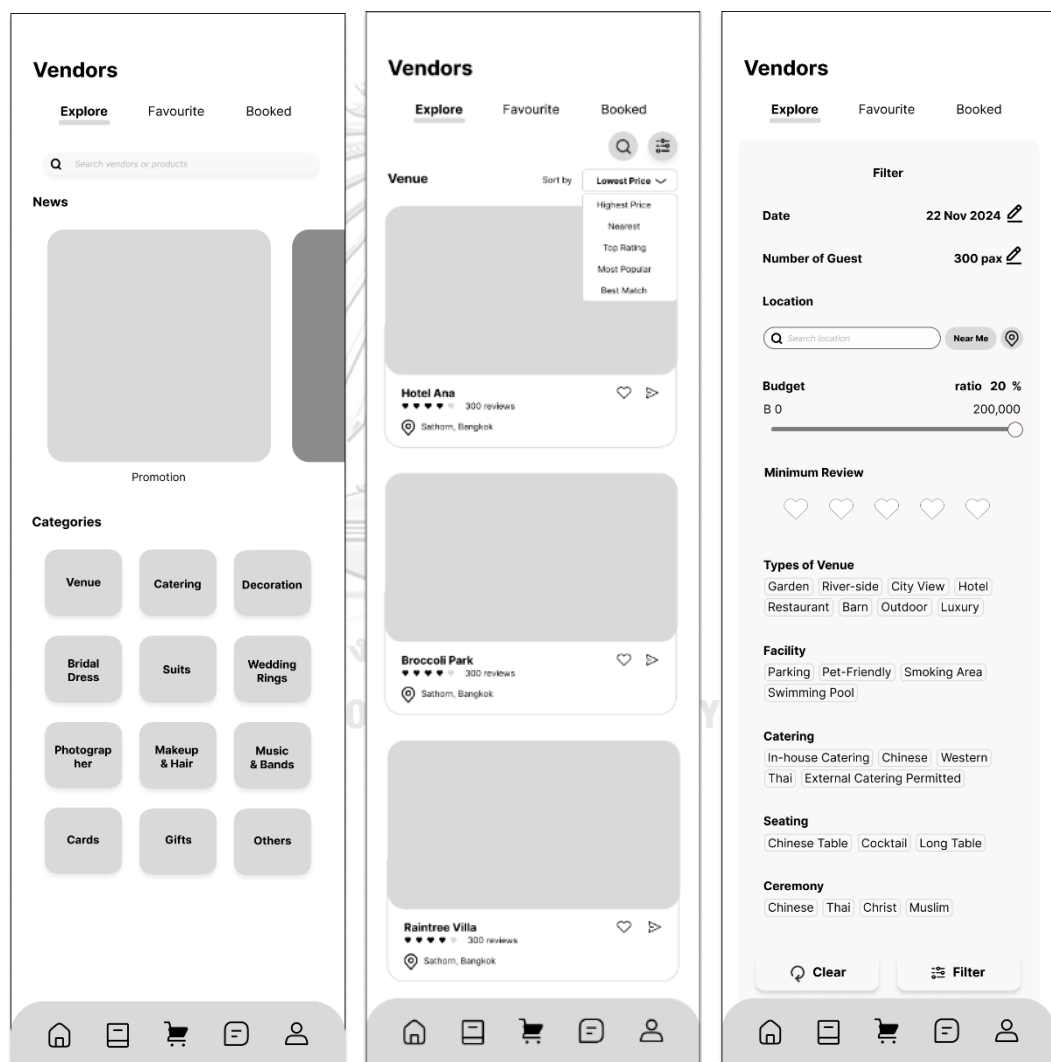 Vendors
Explore Favourite Booked
Search vendors or products
News
Promotion
Categories
Venue Catering Decoration
Bridal
Dress
Suits
Wedding
Rings
Photograp
her
Makeup
& Hair
Music
& Bands
Cards Gifts Others
Vendors
Explore Favourite Booked
Venue Sort by Lowest Price
Highest Price
Nearest
Top Rating
Most Popular
Best Match
Hotel Ana
300 reviews
Sathorn, Bangkok
Broccoli Park
300 reviews
Sathorn, Bangkok
Raintree Villa
300 reviews
Sathorn, Bangkok
Vendors
Explore Favourite Booked
Filter
Date 22 Nov 2024
Number of Guest 300 pax
Location
Search location Near Me
Budget ratio 20 %
B 0 200,000
Minimum Review
Types of Venue
Garden River-side City View Hotel
Restaurant Barn Outdoor Luxury
Facility
Parking Pet-Friendly Smoking Area
Swimming Pool
Catering
In-house Catering Chinese Western
Thai External Catering Permitted
Seating
Chinese Table Cocktail Long Table
Ceremony
Chinese Thai Christ Muslim
Clear Filter